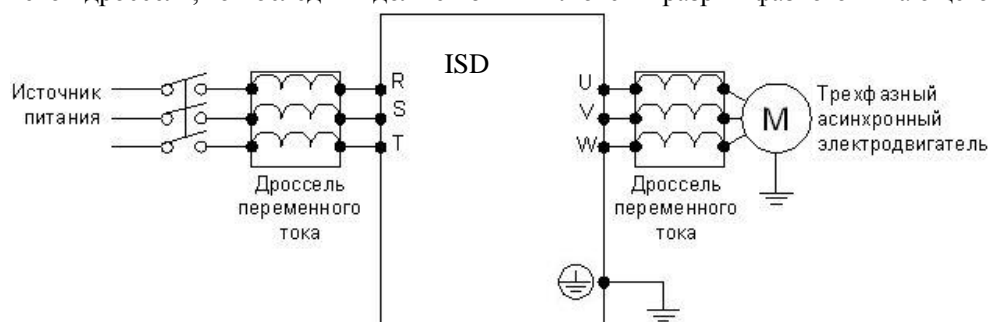 ISD
Источник
питания
R
S
T
U
V
W
M
Трехфазный
асинхронный
электродвигатель
Дроссель
переменного
тока
Дроссель
переменного
тока